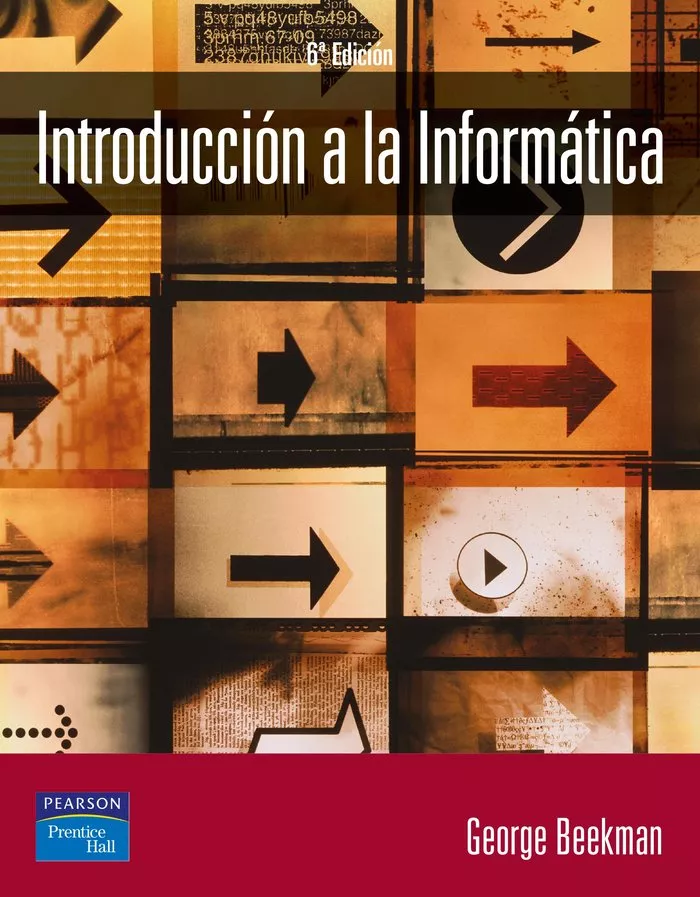 6ª Edición
Introducción a la Informática
PEARSON
Prentice
Hall
George Beekman